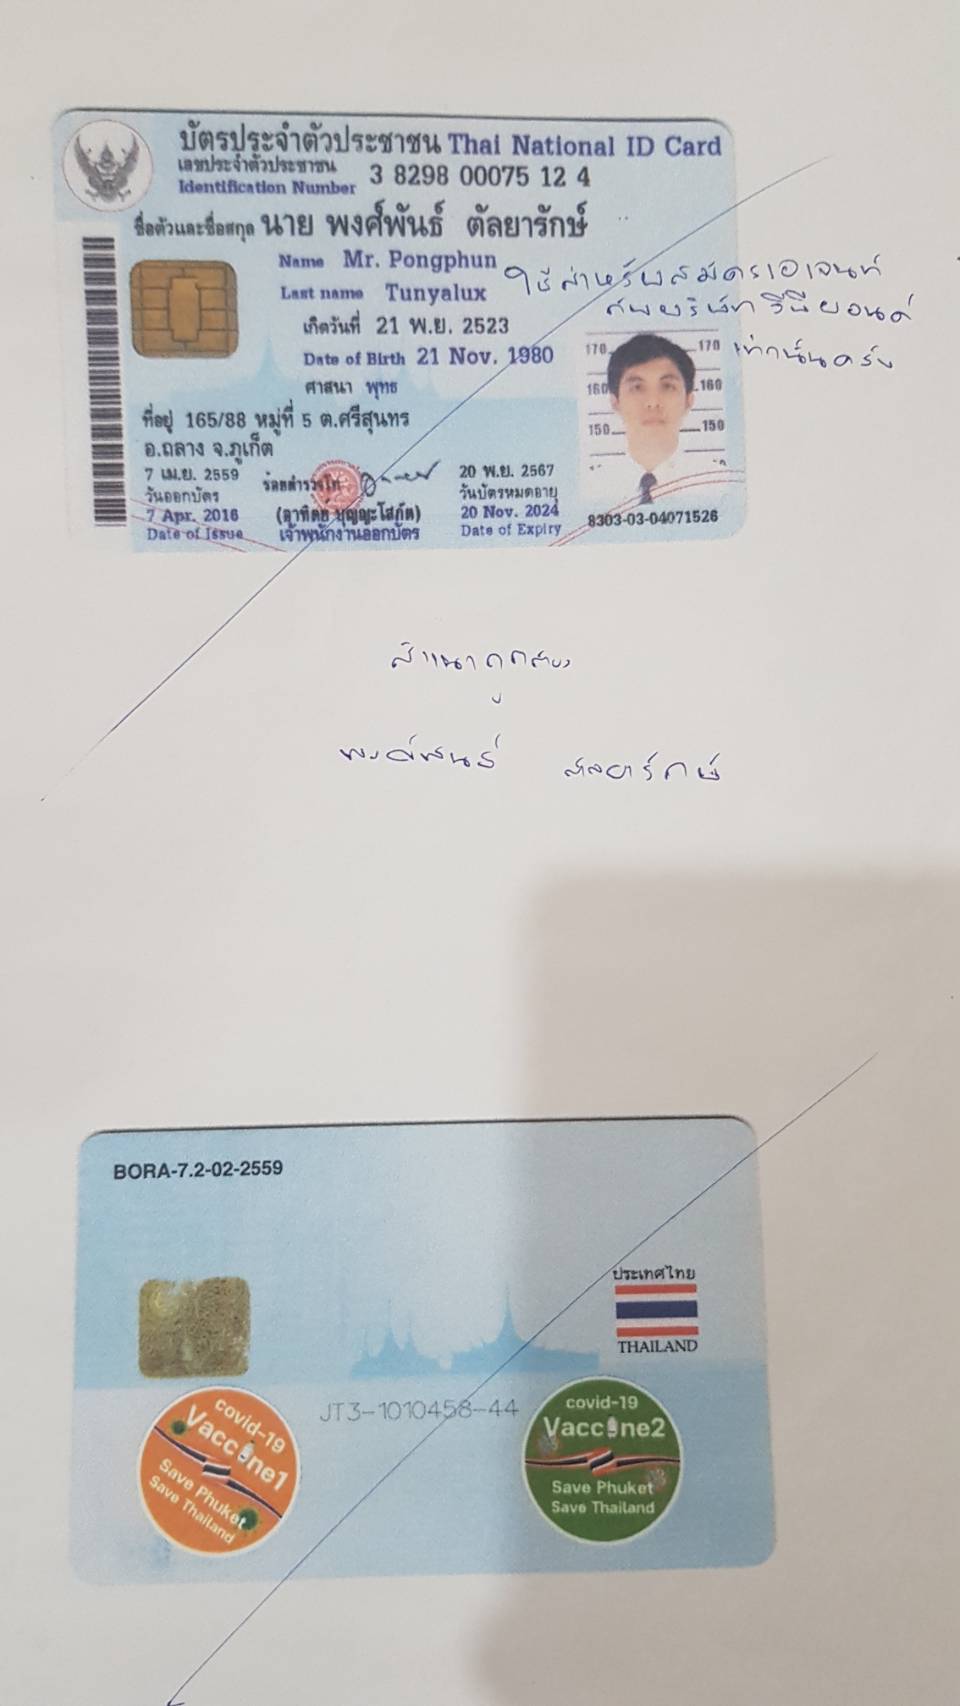 บัตรประจำตัวประชาชน Thai National ID Card
เลขประจำตัวประชาชน
Identification Number 3 8298 00075 12 4
ชื่อตัวและชื่อสกุล นาย พงศ์พันธ์ ตัลยารักษ์
Name Mr. Pongphun
Last name Tunyalux
เกิดวันที่ 21 พ.ย. 2523
Date of Birth 21 Nov. 1980
ศาสนา พุทธ
ที่อยู่ 165/88 หมู่ที่ 5 ต.ศรีสุนทร
อ.ถลาง จ.ภูเก็ต
7 เม.ย. 2559
วันออกบัตร
7 Apr. 2016
Date of Issue
ร้อยตำรวจโท
(อาทิตย์ บุญญะโสภัต)
เจ้าพนักงานออกบัตร
20 พ.ย. 2567
วันบัตรหมดอายุ
20 Nov. 2024
Date of Expiry
170 170
160 160
150 150
8303-03-04071526
ใช้สำหรับสมัครเอเจนท์
กับบริษัท วีบียอนด์
เท่านั้นครับ
สำเนาถูกต้อง
พงศ์พันธ์ ตัลยารักษ์
BORA-7.2-02-2559
ประเทศไทย
THAILAND
JT3-1010458-44
covid-19
Vaccine1
Save Phuket
Save Thailand
covid-19
Vaccine2
Save Phuket
Save Thailand